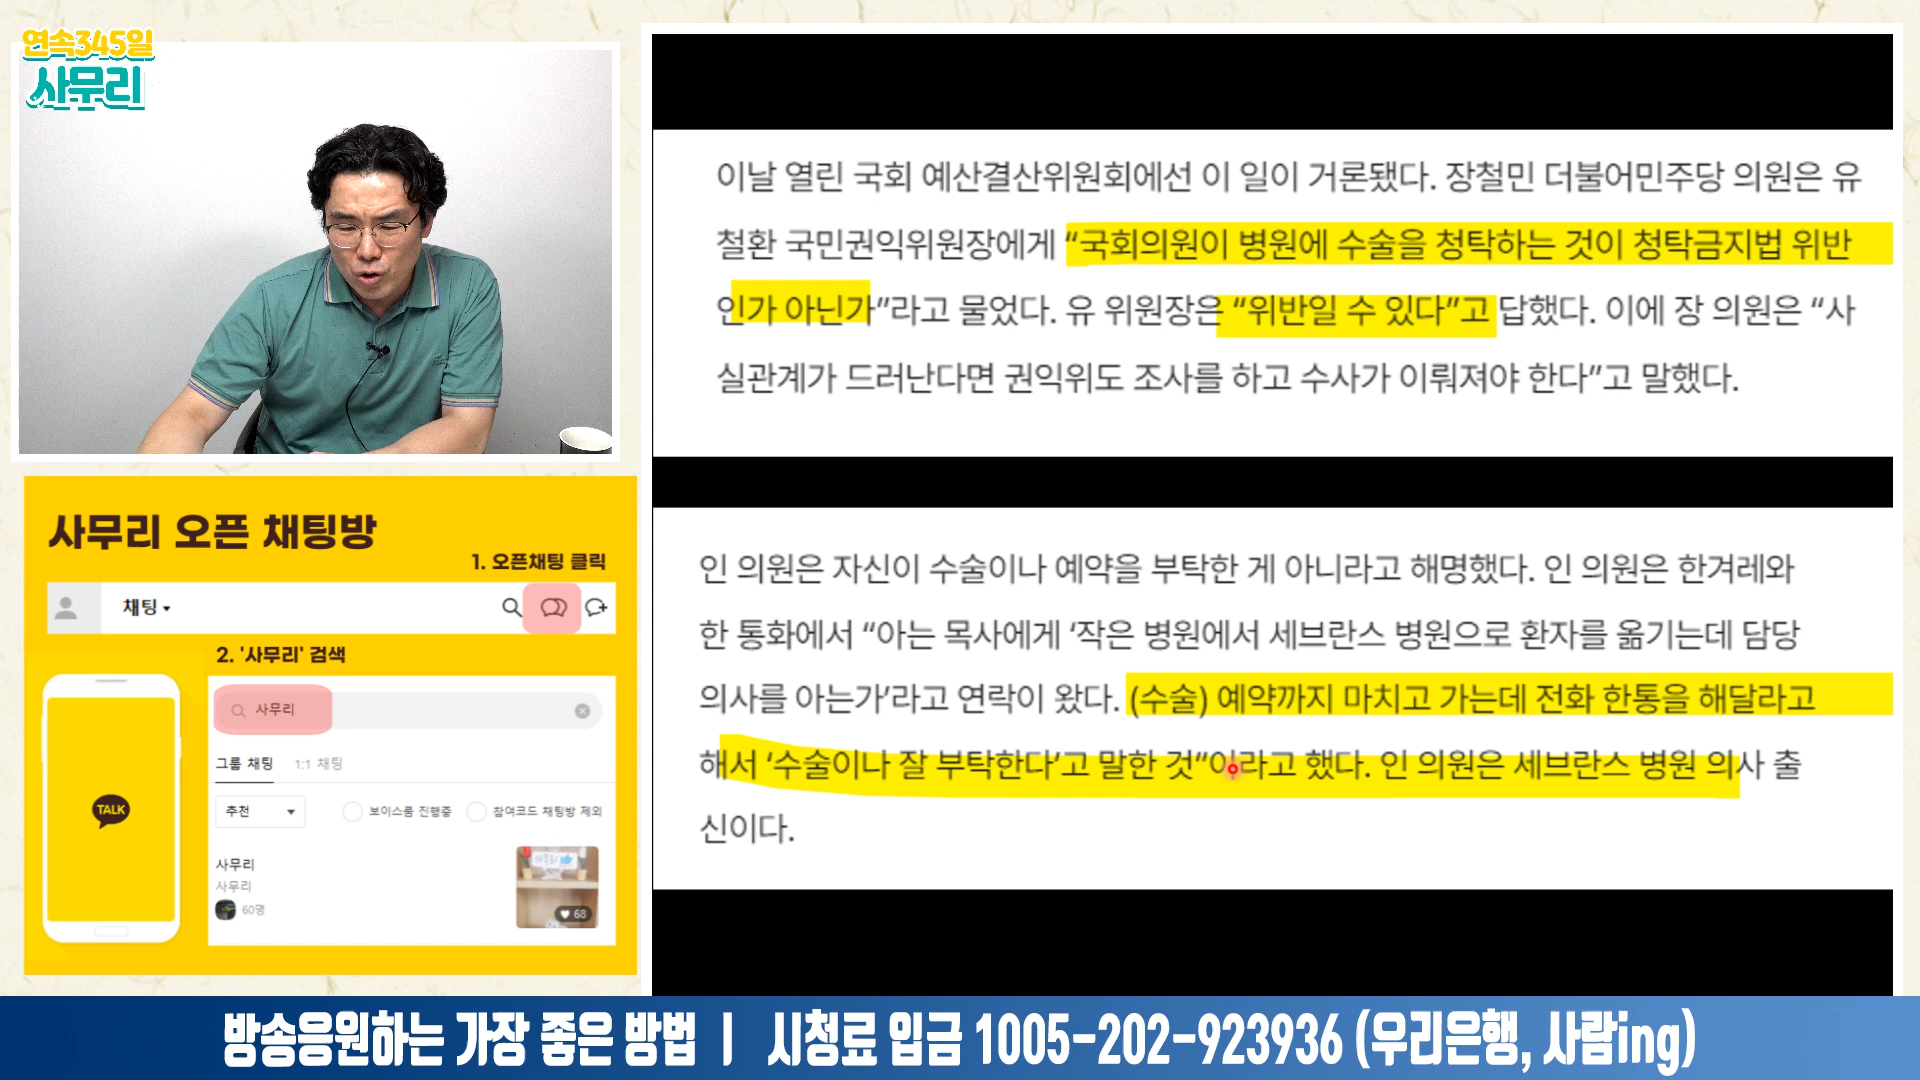 연속345일
사무리
이날 열린 국회 예산결산위원회에선 이 일이 거론됐다. 장철민 더불어민주당 의원은 유
철환 국민권익위원장에게 “국회의원이 병원에 수술을 청탁하는 것이 청탁금지법 위반
인가 아닌가”라고 물었다. 유 위원장은 “위반일 수 있다”고 답했다. 이에 장 의원은 “사
실관계가 드러난다면 권익위도 조사를 하고 수사가 이뤄져야 한다”고 말했다.
인 의원은 자신이 수술이나 예약을 부탁한 게 아니라고 해명했다. 인 의원은 한겨레와
한 통화에서 “아는 목사에게 ‘작은 병원에서 세브란스 병원으로 환자를 옮기는데 담당
의사를 아는가’라고 연락이 왔다. (수술) 예약까지 마치고 가는데 전화 한통을 해달라고
해서 ‘수술이나 잘 부탁한다’고 말한 것”이라고 했다. 인 의원은 세브란스 병원 의사 출
신이다.
사무리 오픈 채팅방
1. 오픈채팅 클릭
채팅
2. '사무리' 검색
사무리
그룹 채팅 1:1 채팅
추천 보이스룸 진행중 참여코드 채팅방 제외
사무리
사무리
60명
68
TALK
방송응원하는 가장 좋은 방법 | 시청료 입금 1005-202-923936 (우리은행, 사람ing)